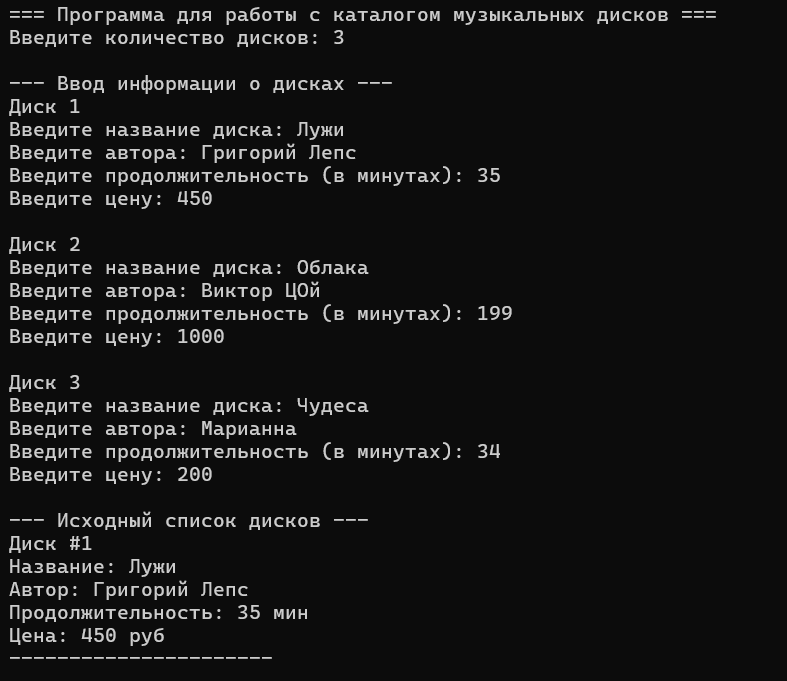 === Программа для работы с каталогом музыкальных дисков ===
Введите количество дисков: 3
--- Ввод информации о дисках ---
Диск 1
Введите название диска: Лужи
Введите автора: Григорий Лепс
Введите продолжительность (в минутах): 35
Введите цену: 450
Диск 2
Введите название диска: Облака
Введите автора: Виктор ЦОй
Введите продолжительность (в минутах): 199
Введите цену: 1000
Диск 3
Введите название диска: Чудеса
Введите автора: Марианна
Введите продолжительность (в минутах): 34
Введите цену: 200
--- Исходный список дисков ---
Диск #1
Название: Лужи
Автор: Григорий Лепс
Продолжительность: 35 мин
Цена: 450 руб
----------------------